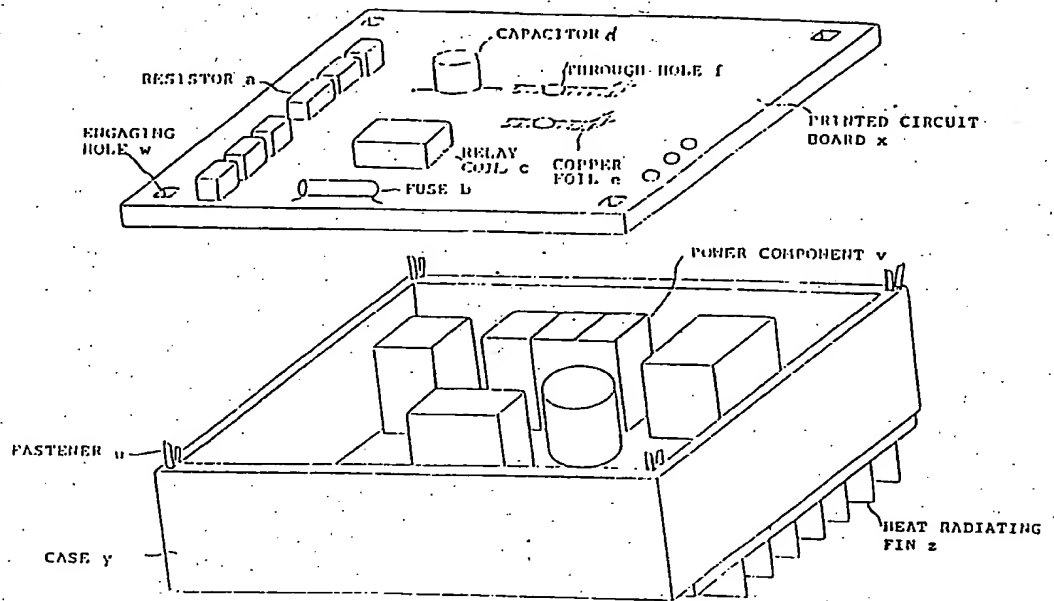 CAPACITOR d
RESISTOR a
THROUGH-HOLE f
ENGAGING
HOLE w
PRINTED CIRCUIT
BOARD x
RELAY
COIL c
COPPER
FOIL e
FUSE b
POWER COMPONENT v
FASTENER u
HEAT RADIATING
FIN z
CASE y